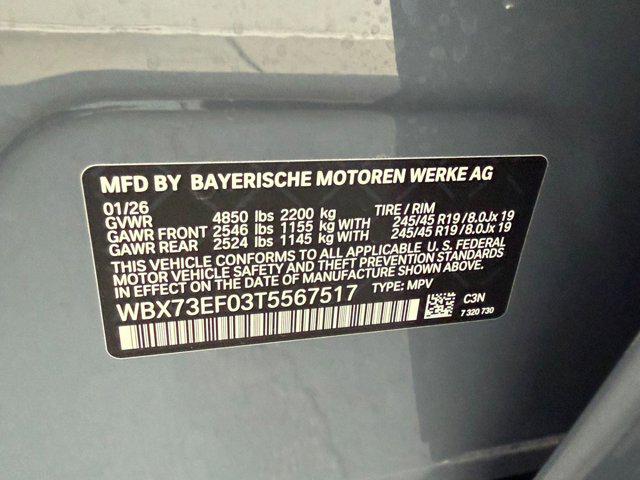 MFD BY BAYERISCHE MOTOREN WERKE AG
01/26 TIRE / RIM
GVWR 4850 lbs 2200 kg
GAWR FRONT 2546 lbs 1155 kg WITH 245/45 R19 / 8.0Jx 19
GAWR REAR 2524 lbs 1145 kg WITH 245/45 R19 / 8.0Jx 19
THIS VEHICLE CONFORMS TO ALL APPLICABLE U. S. FEDERAL
MOTOR VEHICLE SAFETY AND THEFT PREVENTION STANDARDS
IN EFFECT ON THE DATE OF MANUFACTURE SHOWN ABOVE.
WBX73EF03T5567517 TYPE: MPV
C3N
7 320 730